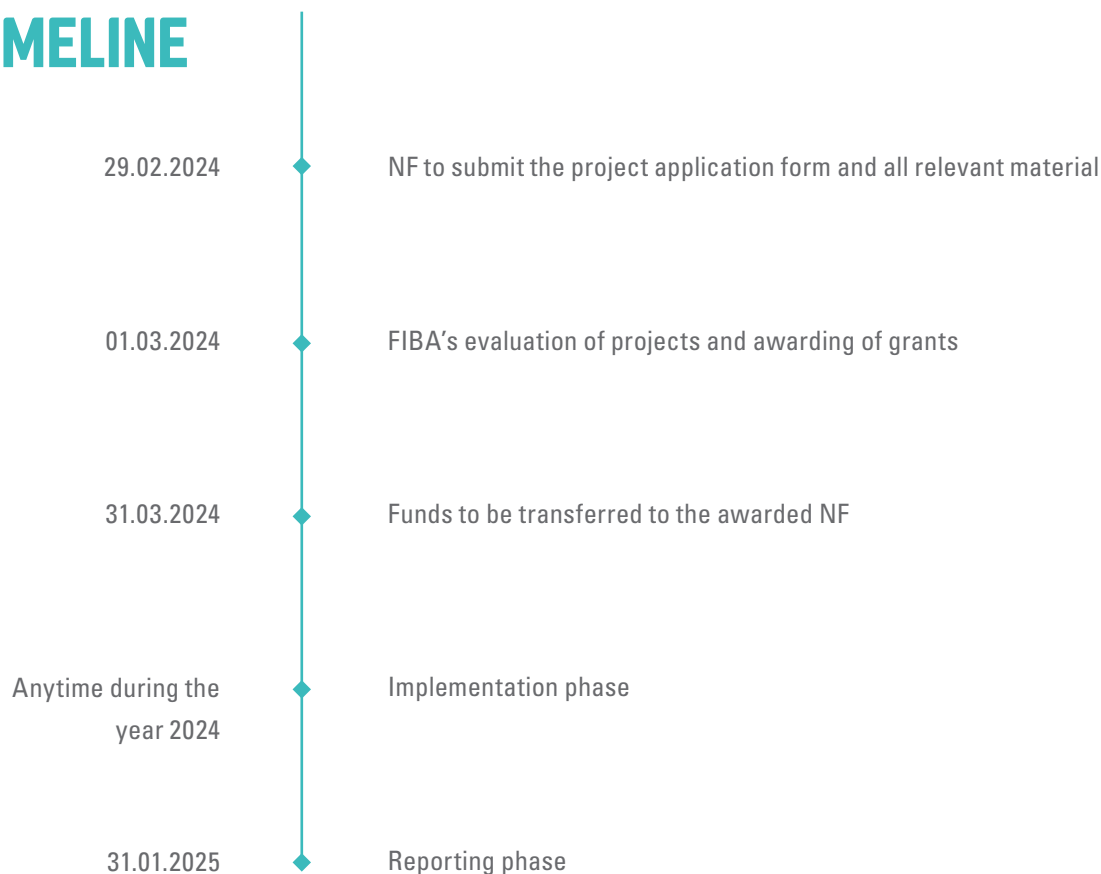 MELINE
29.02.2024 NF to submit the project application form and all relevant material
01.03.2024 FIBA's evaluation of projects and awarding of grants
31.03.2024 Funds to be transferred to the awarded NF
Anytime during the Implementation phase
year 2024
31.01.2025 Reporting phase